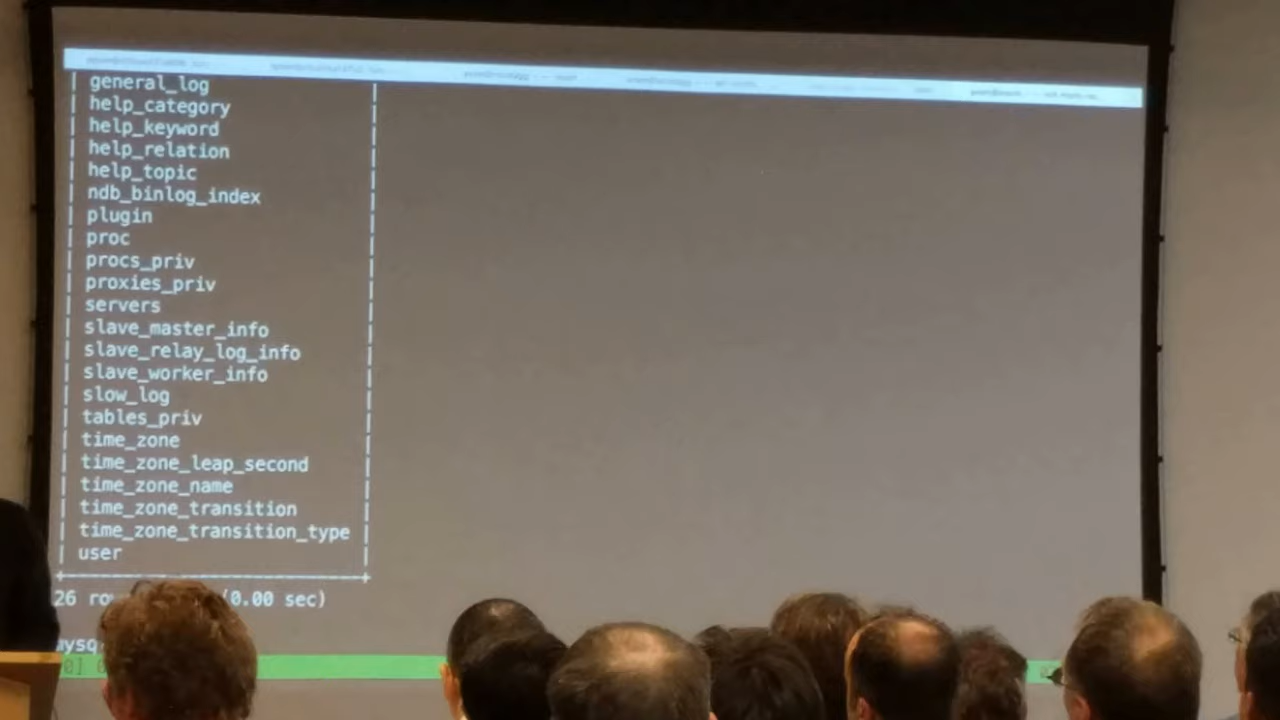 | general_log |
| help_category |
| help_keyword |
| help_relation |
| help_topic |
| ndb_binlog_index |
| plugin |
| proc |
| procs_priv |
| proxies_priv |
| servers |
| slave_master_info |
| slave_relay_log_info |
| slave_worker_info |
| slow_log |
| tables_priv |
| time_zone |
| time_zone_leap_second |
| time_zone_name |
| time_zone_transition |
| time_zone_transition_type |
| user |
26 (0.00 sec)